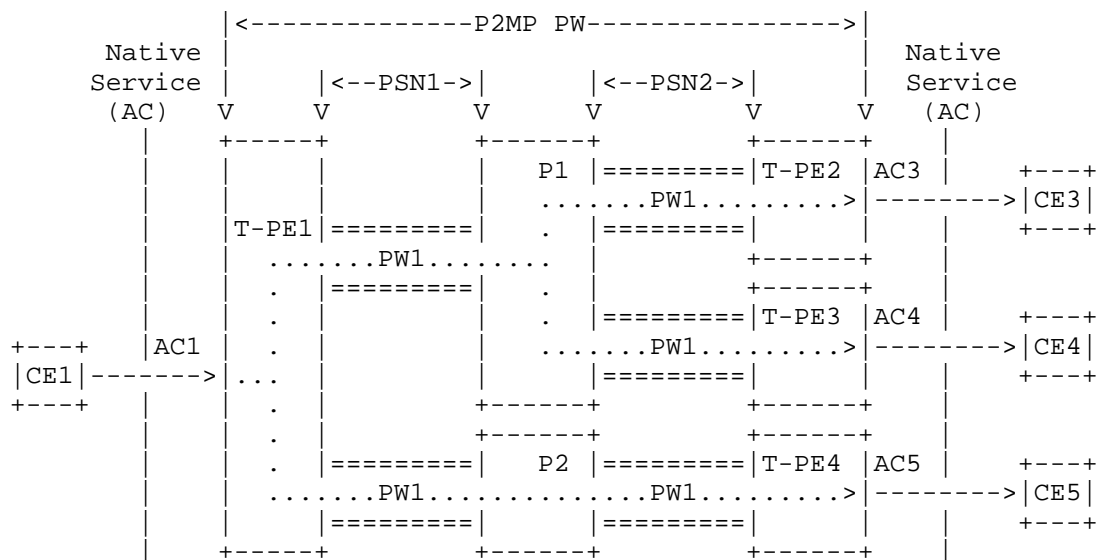 |<--------------P2MP PW---------------->|
Native | | Native
Service | |<--PSN1->| |<--PSN2->| | Service
(AC) V V V V V V (AC)
| +-----+ +------+ +------+ |
| | | | P1 |=========|T-PE2 |AC3 | +---+
| | | | .......PW1.........>|-------->|CE3|
| |T-PE1|=========| . |=========| | | +---+
| | .......PW1........ | +------+ |
| | . |=========| . | +------+ |
| | . | | . |=========|T-PE3 |AC4 | +---+
+---+ |AC1 | . | | .......PW1.........>|-------->|CE4|
|CE1|------->|... | | |=========| | | +---+
+---+ | | . | +------+ +------+ |
| | . | +------+ +------+ |
| | . |=========| P2 |=========|T-PE4 |AC5 | +---+
| | .......PW1..............PW1.........>|-------->|CE5|
| | |=========| |=========| | | +---+
| +-----+ +------+ +------+ |